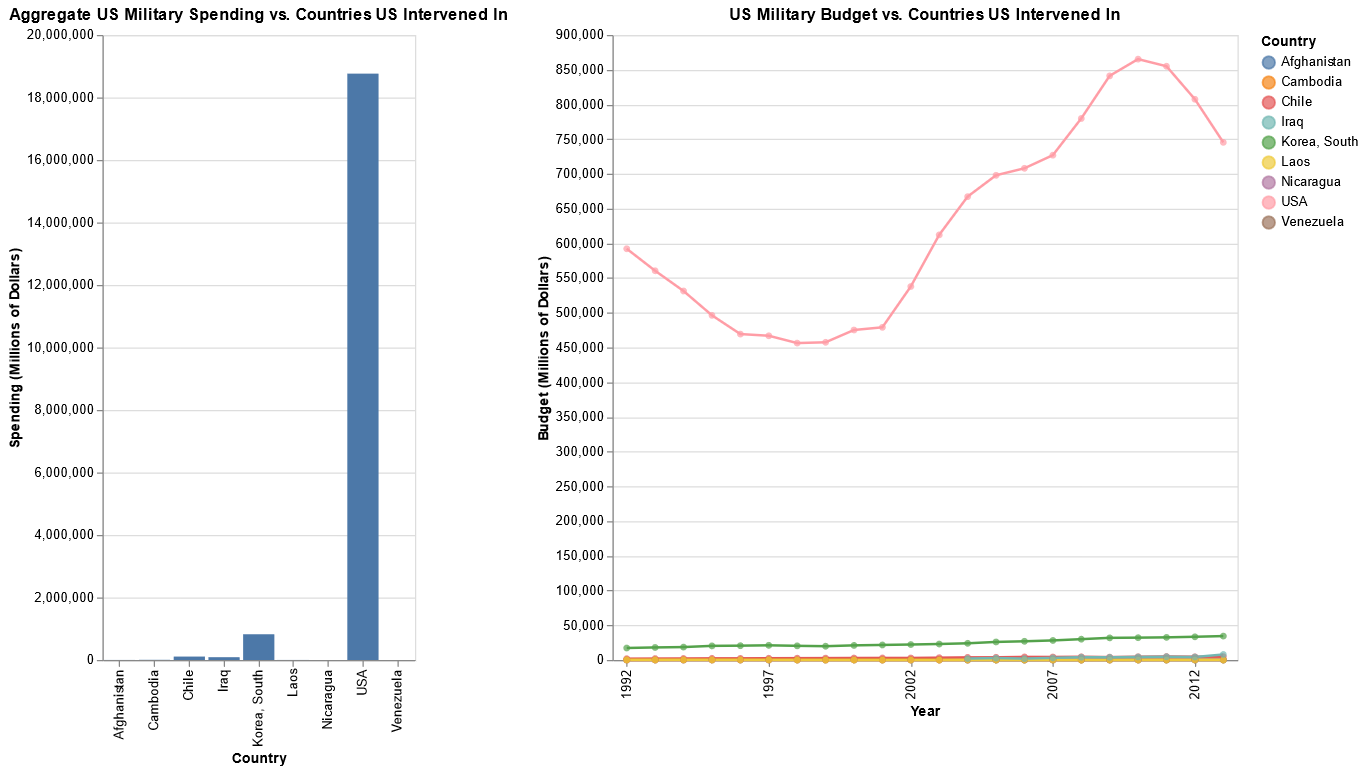 Aggregate US Military Spending vs. Countries US Intervened In
20,000,000
18,000,000
16,000,000
14,000,000
12,000,000
10,000,000
8,000,000
6,000,000
4,000,000
2,000,000
0
Spending (Millions of Dollars)
Afghanistan
Cambodia
Chile
Iraq
Korea, South
Laos
Nicaragua
USA
Venezuela
Country
US Military Budget vs. Countries US Intervened In
900,000
850,000
800,000
750,000
700,000
650,000
600,000
550,000
500,000
450,000
400,000
350,000
300,000
250,000
200,000
150,000
100,000
50,000
0
Budget (Millions of Dollars)
1992
1997
2002
2007
2012
Year
Country
Afghanistan
Cambodia
Chile
Iraq
Korea, South
Laos
Nicaragua
USA
Venezuela